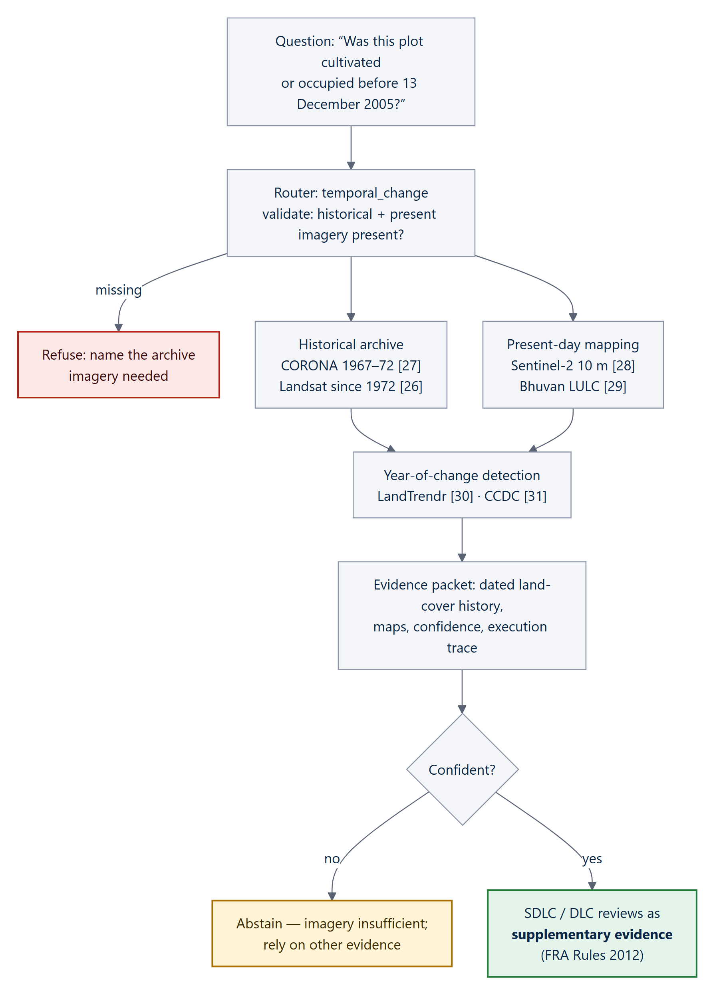 Question: “Was this plot
cultivated
or occupied before 13
December 2005?”
Router: temporal_change
validate: historical + present
imagery present?
missing
Refuse: name the archive
imagery needed
Historical archive
CORONA 1967–72 [27]
Landsat since 1972 [26]
Present-day mapping
Sentinel-2 10 m [28]
Bhuvan LULC [29]
Year-of-change detection
LandTrendr [30] · CCDC [31]
Evidence packet: dated land-
cover history,
maps, confidence, execution
trace
Confident?
no
yes
Abstain — imagery insufficient;
rely on other evidence
SDLC / DLC reviews as
supplementary evidence
(FRA Rules 2012)